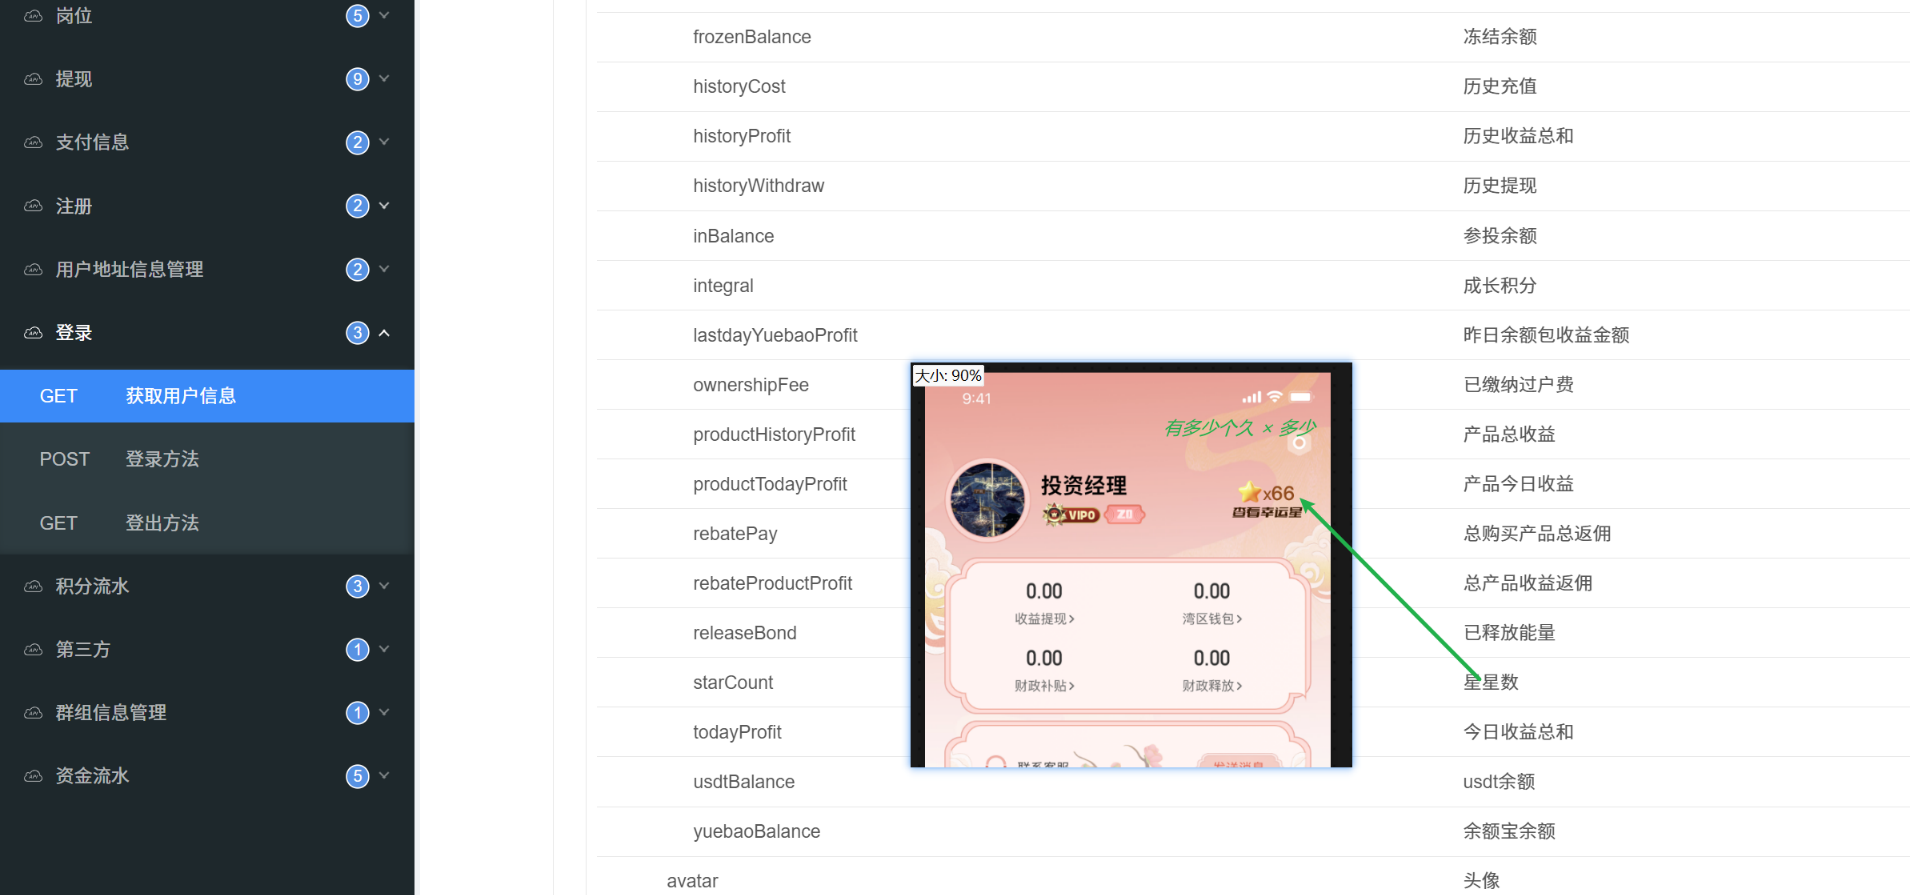 岗位
5
提现
9
支付信息
2
注册
2
用户地址信息管理
2
登录
3
GET 获取用户信息
POST 登录方法
GET 登出方法
积分流水
3
第三方
1
群组信息管理
1
资金流水
5
frozenBalance 冻结余额
historyCost 历史充值
historyProfit 历史收益总和
historyWithdraw 历史提现
inBalance 参投余额
integral 成长积分
lastdayYuebaoProfit 昨日余额包收益金额
ownershipFee 已缴纳过户费
productHistoryProfit 产品总收益
productTodayProfit 产品今日收益
rebatePay 总购买产品总返佣
rebateProductProfit 总产品收益返佣
releaseBond 已释放能量
starCount 星星数
todayProfit 今日收益总和
usdtBalance usdt余额
yuebaoBalance 余额宝余额
avatar 头像
大小: 90%
9:41
有多少个久 × 多少
投资经理
VIP0 Z0
x66
查看幸运星
0.00 0.00
收益提现 湾区钱包
0.00 0.00
财政补贴 财政释放
联系客服 发送消息